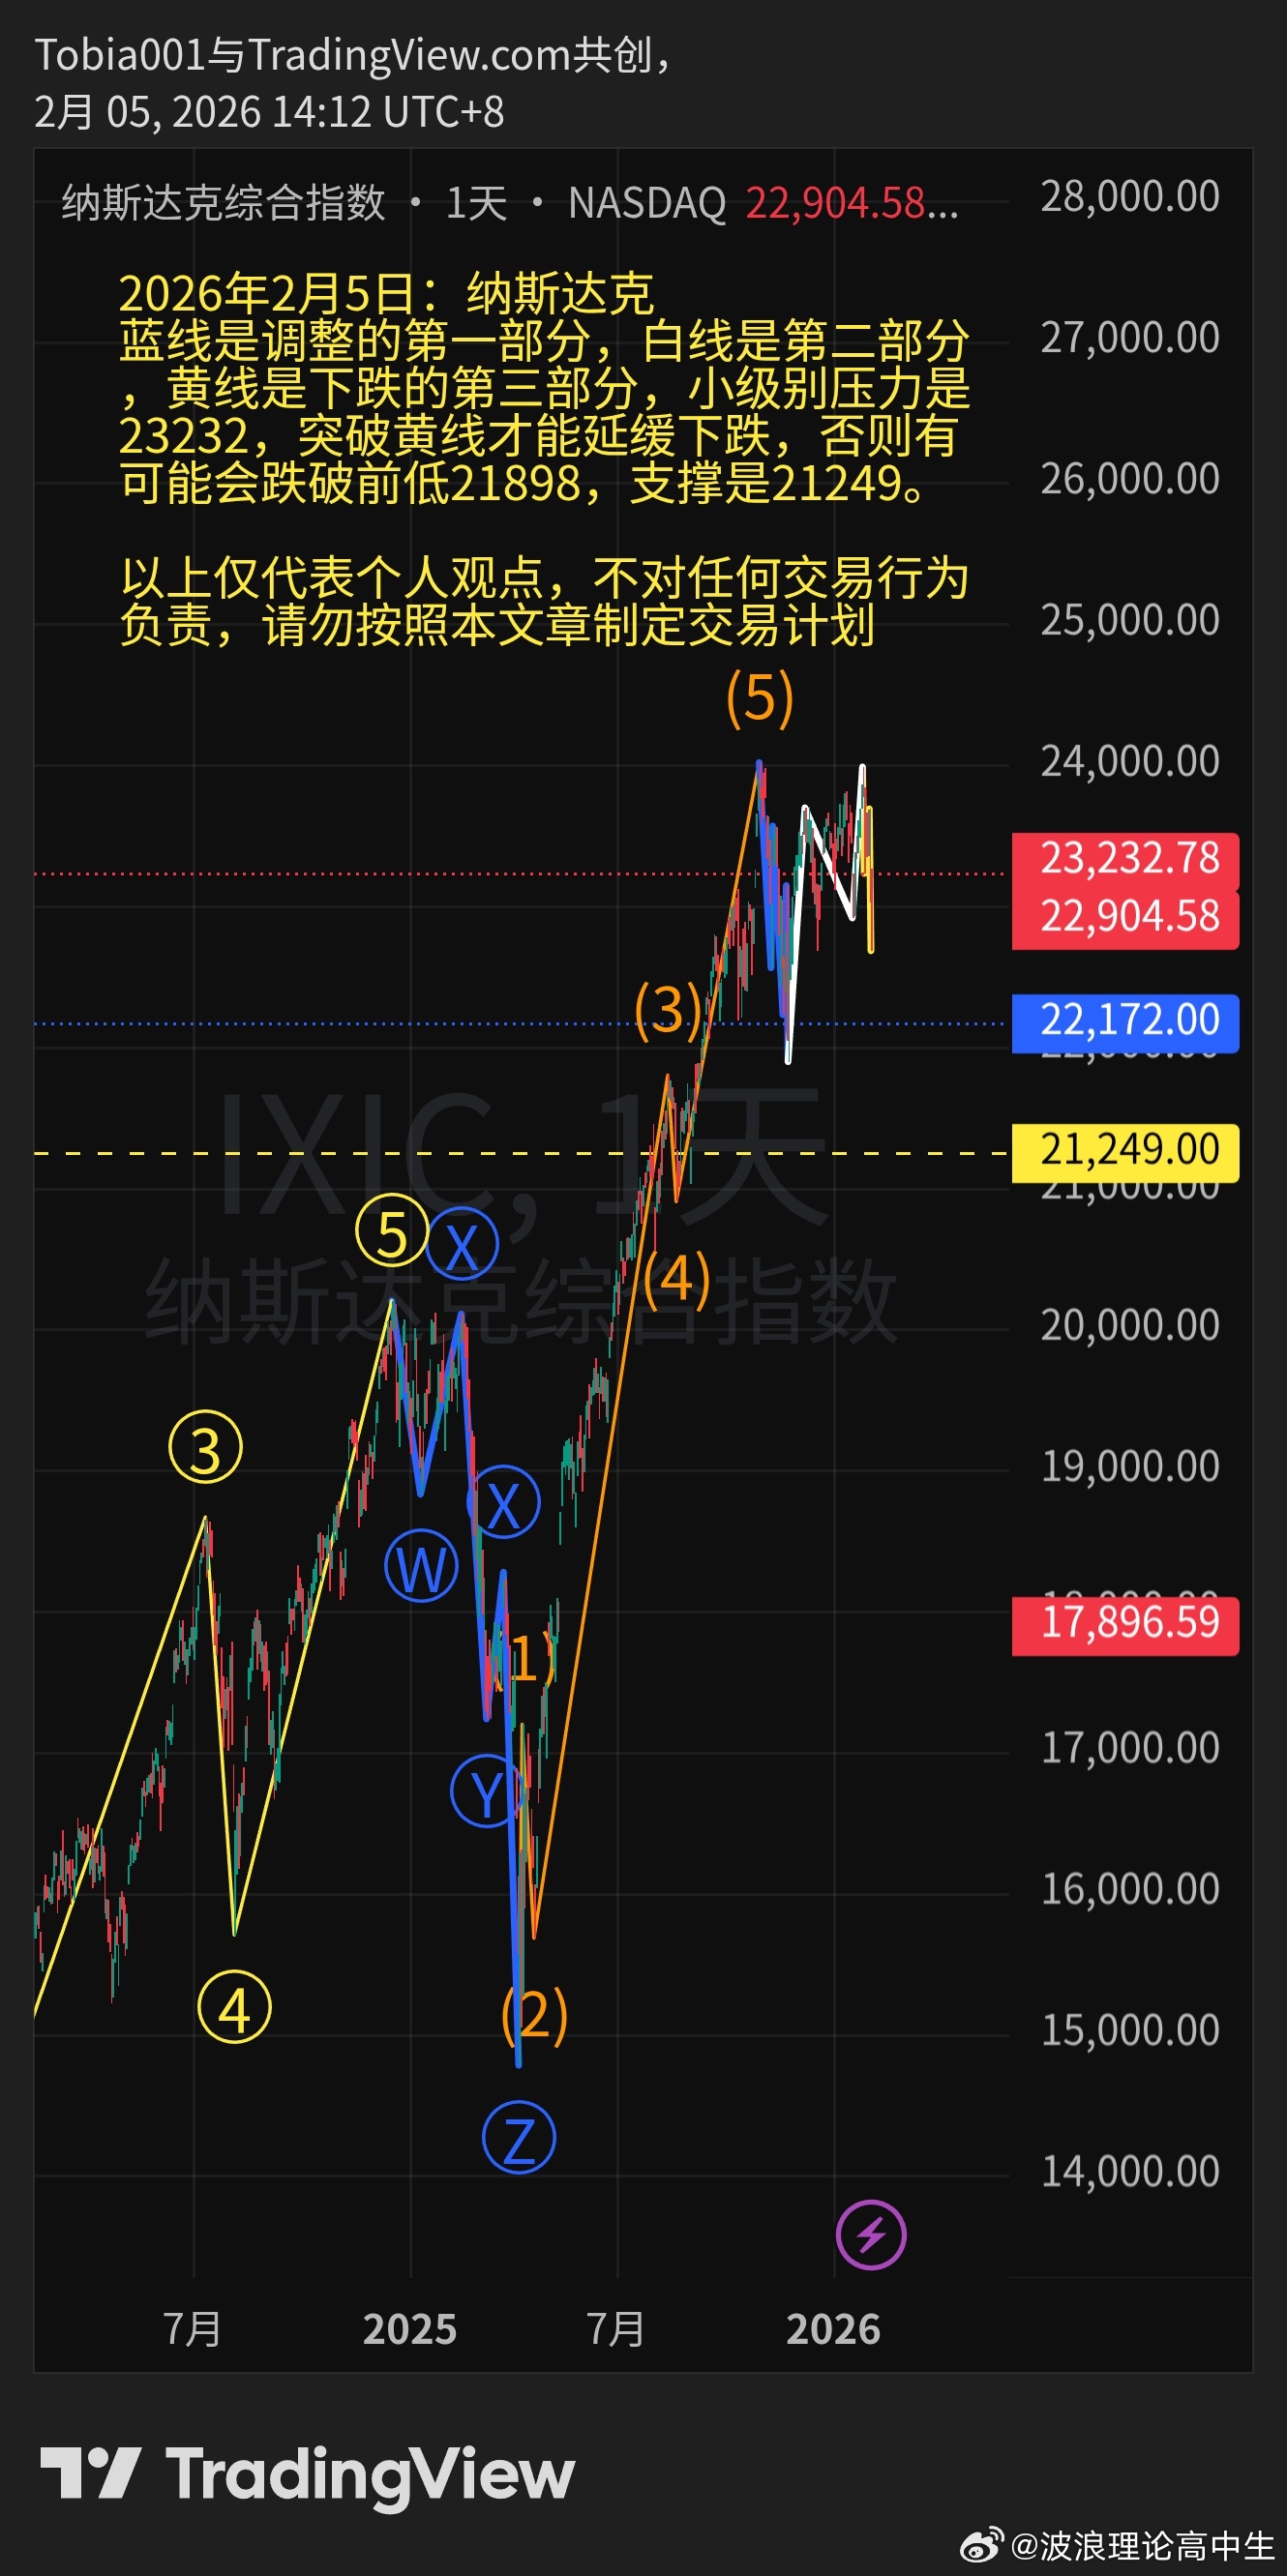 Tobia001与TradingView.com共创，
2月 05, 2026 14:12 UTC+8
纳斯达克综合指数 · 1天 · NASDAQ 22,904.58...
28,000.00
2026年2月5日：纳斯达克
蓝线是调整的第一部分，白线是第二部分
，黄线是下跌的第三部分，小级别压力是
23232，突破黄线才能延缓下跌，否则有
可能会跌破前低21898，支撑是21249。
以上仅代表个人观点，不对任何交易行为
负责，请勿按照本文章制定交易计划
27,000.00
26,000.00
25,000.00
24,000.00
23,232.78
22,904.58
22,172.00
21,249.00
21,000.00
20,000.00
19,000.00
17,896.59
17,000.00
16,000.00
15,000.00
14,000.00
(5)
(3)
IXIC, 1天
纳斯达克综合指数
5
X
(4)
3
X
W
(1)
Y
4
(2)
Z
7月
2025
7月
2026
TradingView
@波浪理论高中生